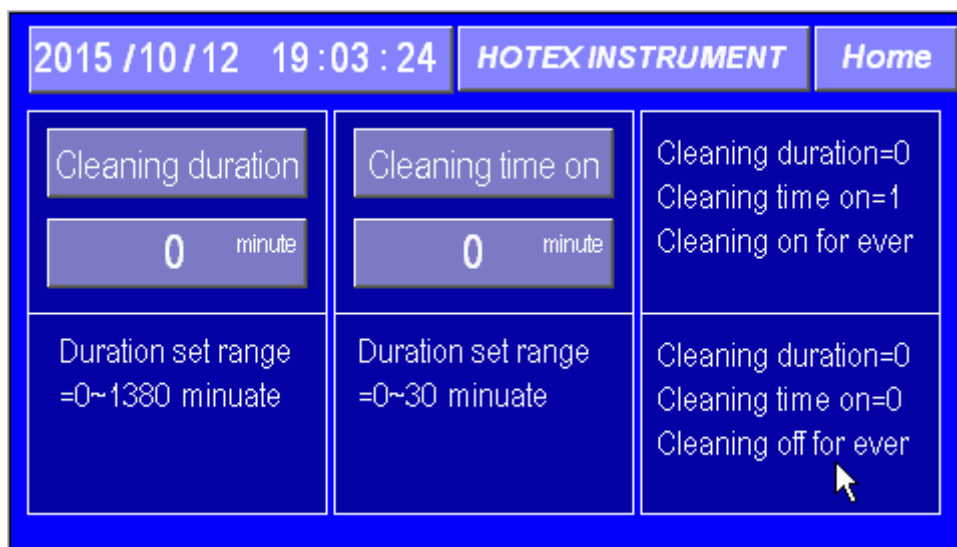 2015 /10/12 19:03:24
HOTEX INSTRUMENT
Home
Cleaning duration
0 minute
Duration set range
=0~1380 minuate
Cleaning time on
0 minute
Duration set range
=0~30 minuate
Cleaning duration=0
Cleaning time on=1
Cleaning on for ever
Cleaning duration=0
Cleaning time on=0
Cleaning off for ever